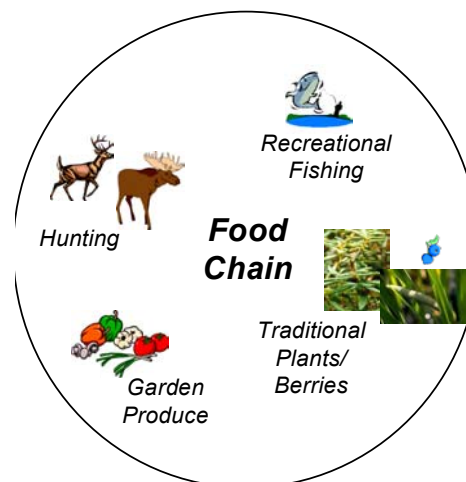 Recreational
Fishing
Hunting
Food
Chain
Traditional
Plants/
Berries
Garden
Produce